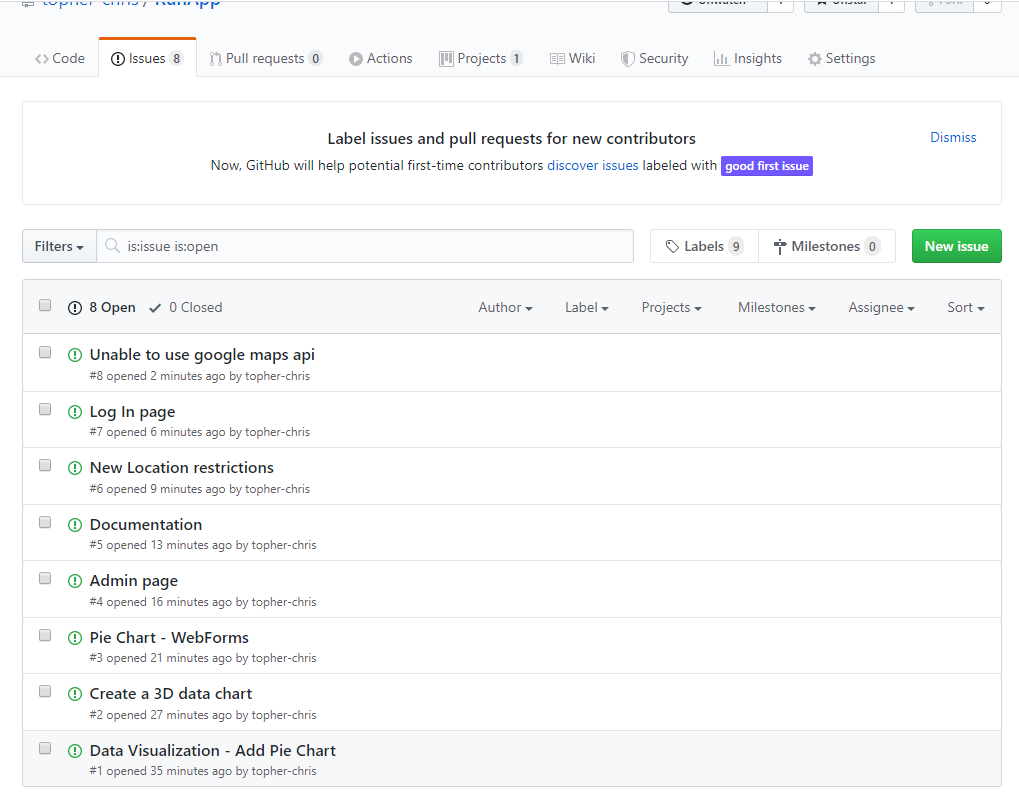 topher-chris / RunApp
Code
Issues 8
Pull requests 0
Actions
Projects 1
Wiki
Security
Insights
Settings
Label issues and pull requests for new contributors
Dismiss
Now, GitHub will help potential first-time contributors discover issues labeled with good first issue
Filters
is:issue is:open
Labels 9
Milestones 0
New issue
8 Open
0 Closed
Author
Label
Projects
Milestones
Assignee
Sort
Unable to use google maps api
#8 opened 2 minutes ago by topher-chris
Log In page
#7 opened 6 minutes ago by topher-chris
New Location restrictions
#6 opened 9 minutes ago by topher-chris
Documentation
#5 opened 13 minutes ago by topher-chris
Admin page
#4 opened 16 minutes ago by topher-chris
Pie Chart - WebForms
#3 opened 21 minutes ago by topher-chris
Create a 3D data chart
#2 opened 27 minutes ago by topher-chris
Data Visualization - Add Pie Chart
#1 opened 35 minutes ago by topher-chris